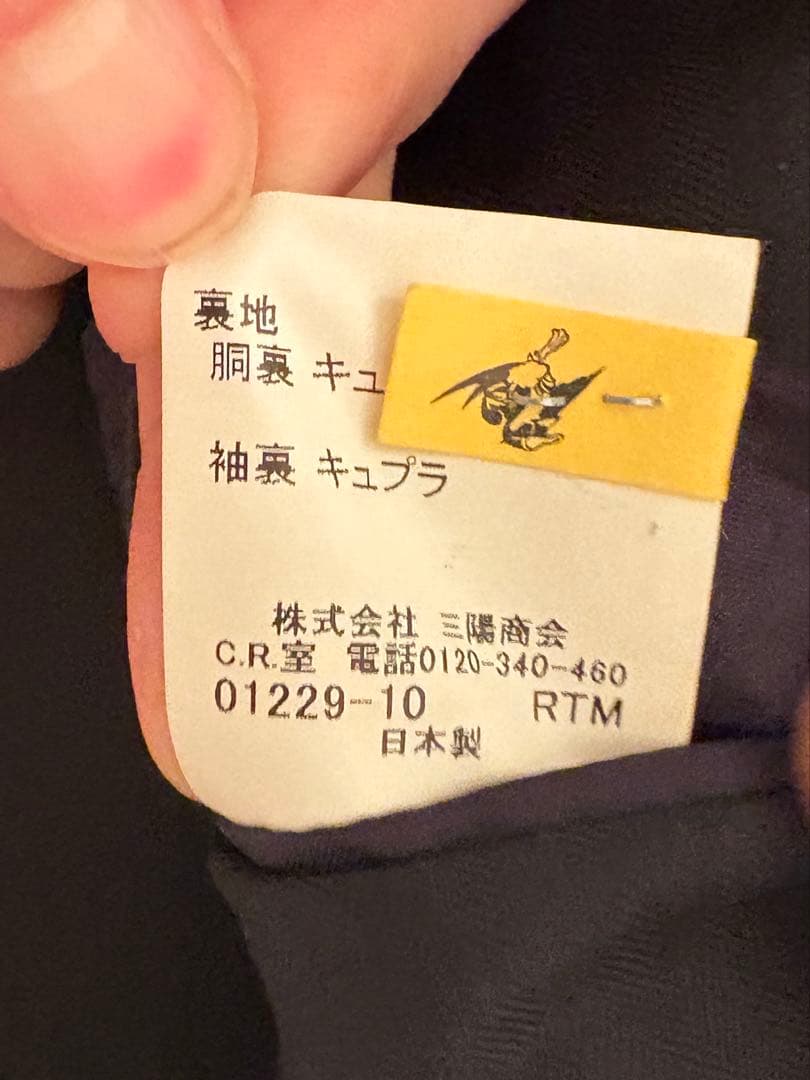 裏地
胴裏 キュ
袖裏 キュプラ
株式会社 三陽商会
C.R.室 電話0120-340-460
01229-10 RTM
日本製